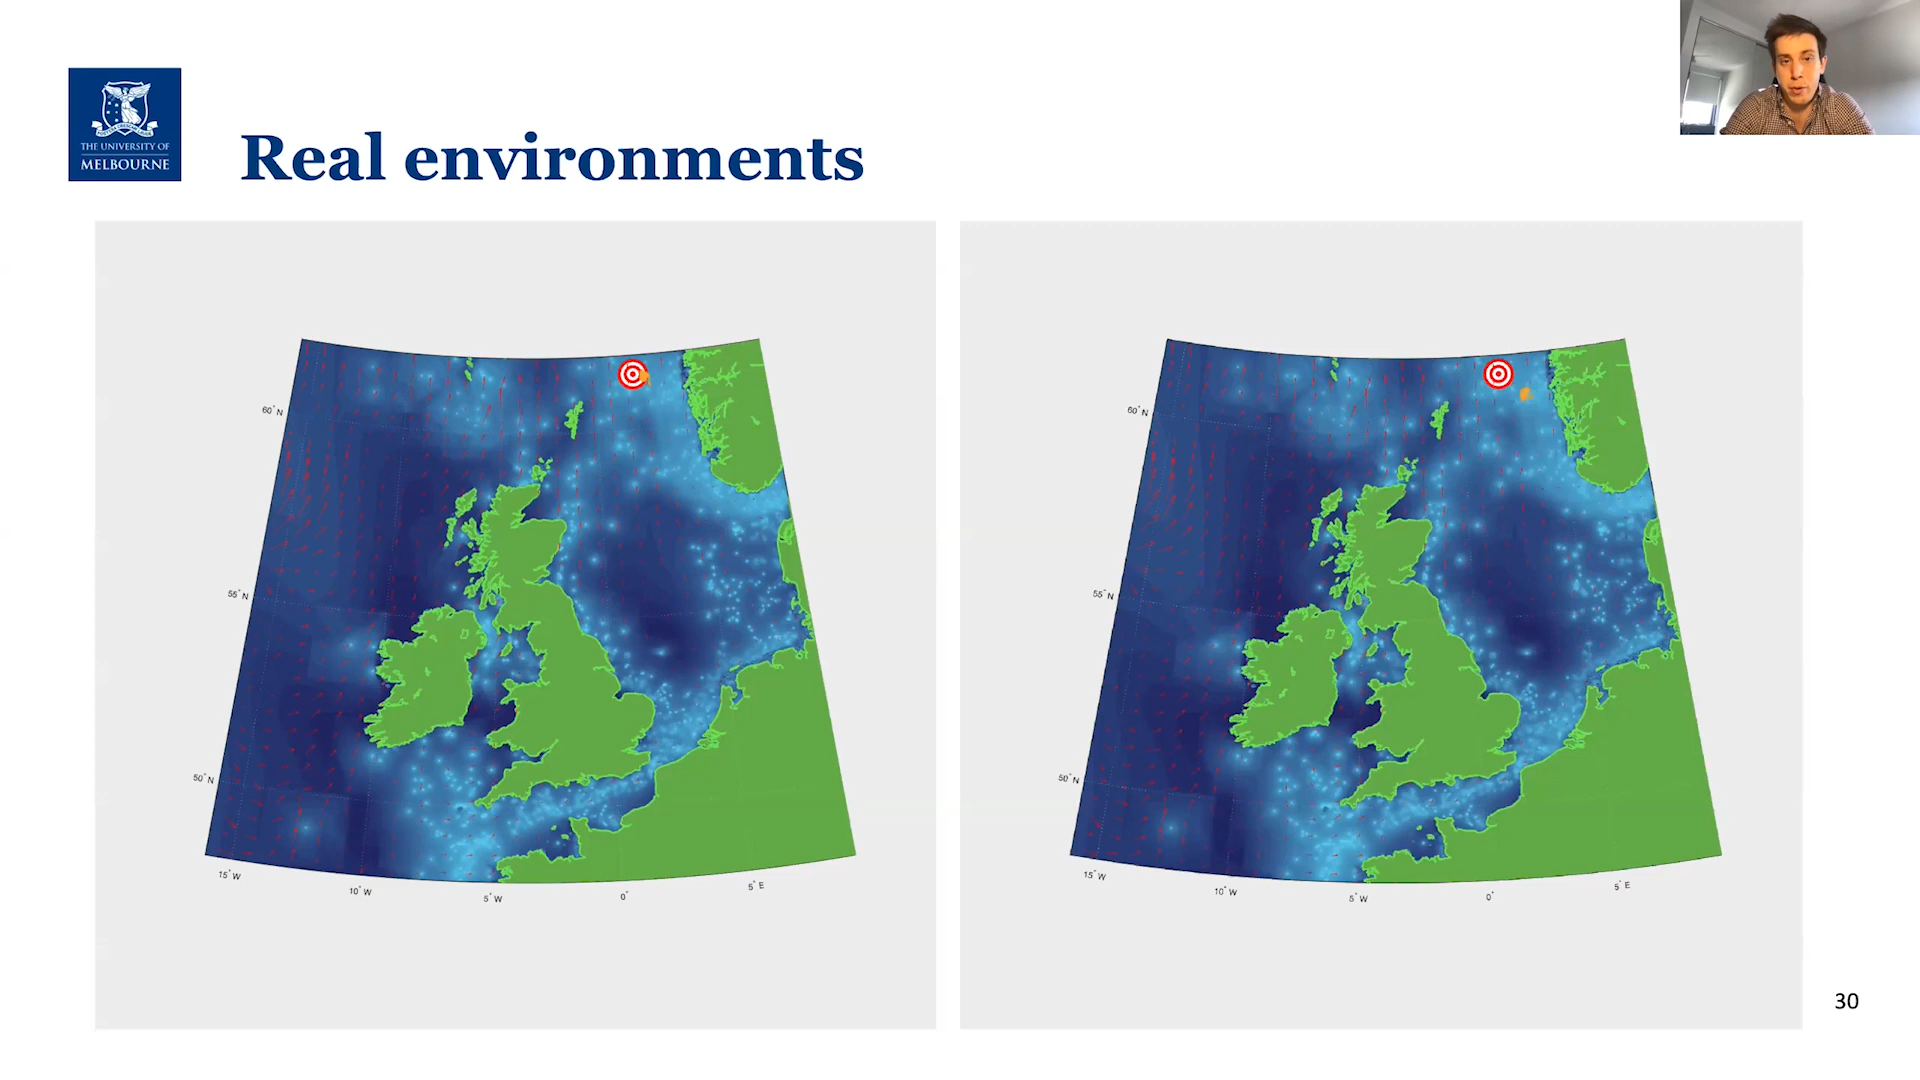 THE UNIVERSITY OF
MELBOURNE
Real environments
60° N
55° N
50° N
15° W
10° W
5° W
0°
5° E
60° N
55° N
50° N
15° W
10° W
5° W
0°
5° E
30